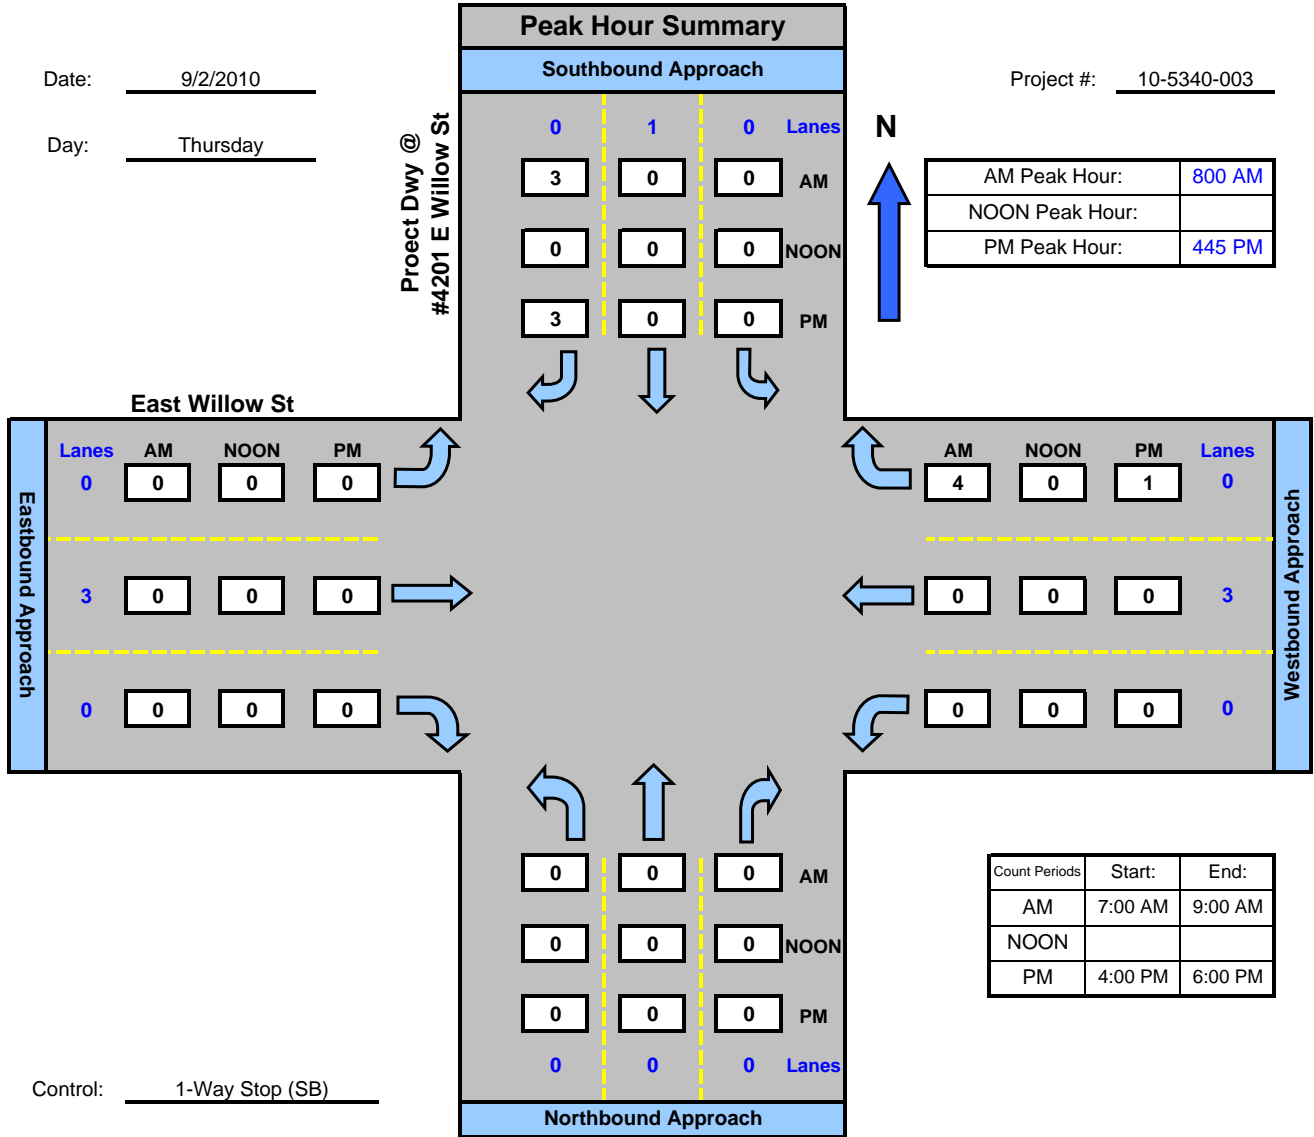 Peak Hour Summary
Southbound Approach
Date: 9/2/2010
Project #: 10-5340-003
Day: Thursday
Proect Dwy @
#4201 E Willow St
0 1 0 Lanes
3 0 0 AM
0 0 0 NOON
3 0 0 PM
N
AM Peak Hour: 800 AM
NOON Peak Hour:
PM Peak Hour: 445 PM
East Willow St
Eastbound Approach
Lanes AM NOON PM
0 0 0 0
3 0 0 0
0 0 0 0
AM NOON PM Lanes
4 0 1 0
0 0 0 3
0 0 0 0
Westbound Approach
0 0 0 AM
0 0 0 NOON
0 0 0 PM
0 0 0 Lanes
Northbound Approach
Count Periods Start: End:
AM 7:00 AM 9:00 AM
NOON
PM 4:00 PM 6:00 PM
Control: 1-Way Stop (SB)